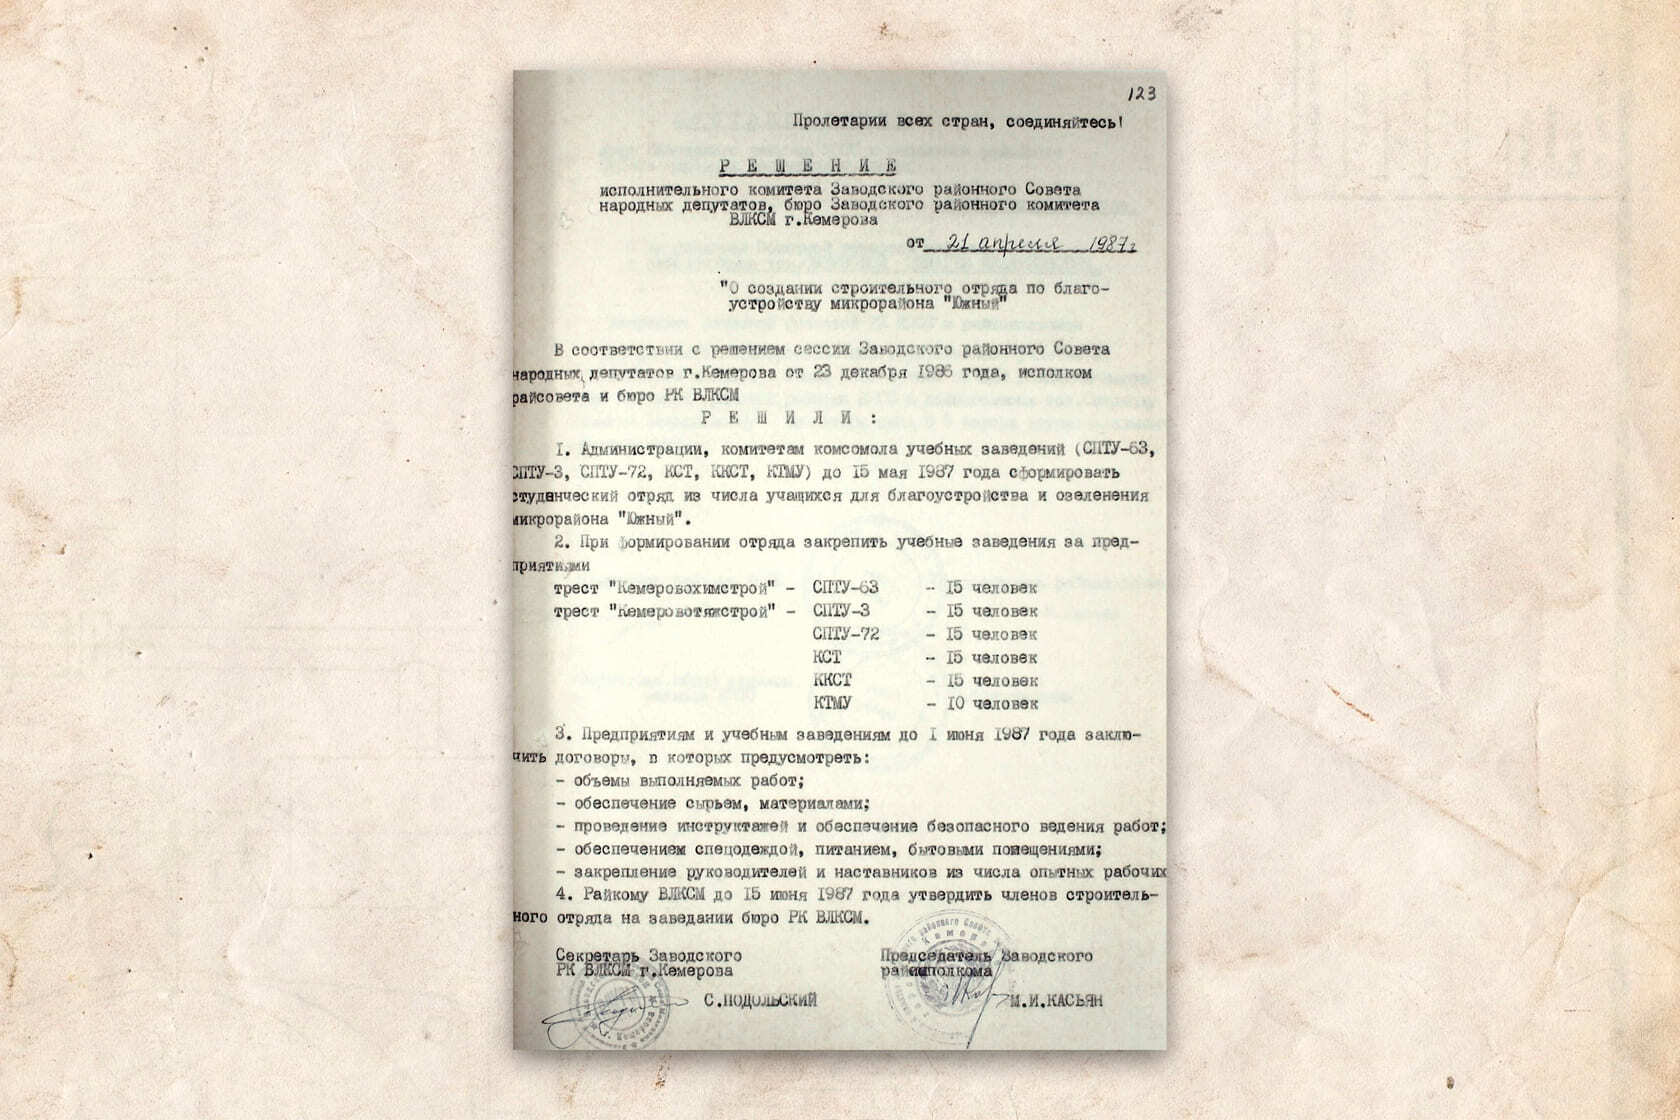 123
Пролетарии всех стран, соединяйтесь!
Р Е Ш Е Н И Е
исполнительного комитета Заводского районного Совета
народных депутатов, бюро Заводского районного комитета
ВЛКСМ г.Кемерова
от 21 апреля 1987г
"О создании строительного отряда по благо-
устройству микрорайона "Южный"
В соответствии с решением сессии Заводского районного Совета
народных депутатов г.Кемерова от 23 декабря 1986 года, исполком
райсовета и бюро РК ВЛКСМ
Р Е Ш И Л И :
I. Администрации, комитетам комсомола учебных заведений (СПТУ-63,
СПТУ-3, СПТУ-72, КСТ, ККСТ, КТМУ) до 15 мая 1987 года сформировать
студенческий отряд из числа учащихся для благоустройства и озеленения
микрорайона "Южный".
2. При формировании отряда закрепить учебные заведения за пред-
приятиями
трест "Кемеровохимстрой" - СПТУ-63 - 15 человек
трест "Кемеровотяжстрой" - СПТУ-3 - 15 человек
СПТУ-72 - 15 человек
КСТ - 15 человек
ККСТ - 15 человек
КТМУ - 10 человек
3. Предприятиям и учебным заведениям до I июня 1987 года заклю-
чить договоры, в которых предусмотреть:
- объемы выполняемых работ;
- обеспечение сырьем, материалами;
- проведение инструктажей и обеспечение безопасного ведения работ;
- обеспечением спецодеждой, питанием, бытовыми помещениями;
- закрепление руководителей и наставников из числа опытных рабочих
4. Райкому ВЛКСМ до 15 июня 1987 года утвердить членов строитель-
ного отряда на заведании бюро РК ВЛКСМ.
Секретарь Заводского
РК ВЛКСМ г.Кемерова
С.ПОДОЛЬСКИЙ
Председатель Заводского
райисполкома
М.И.КАСЬЯН